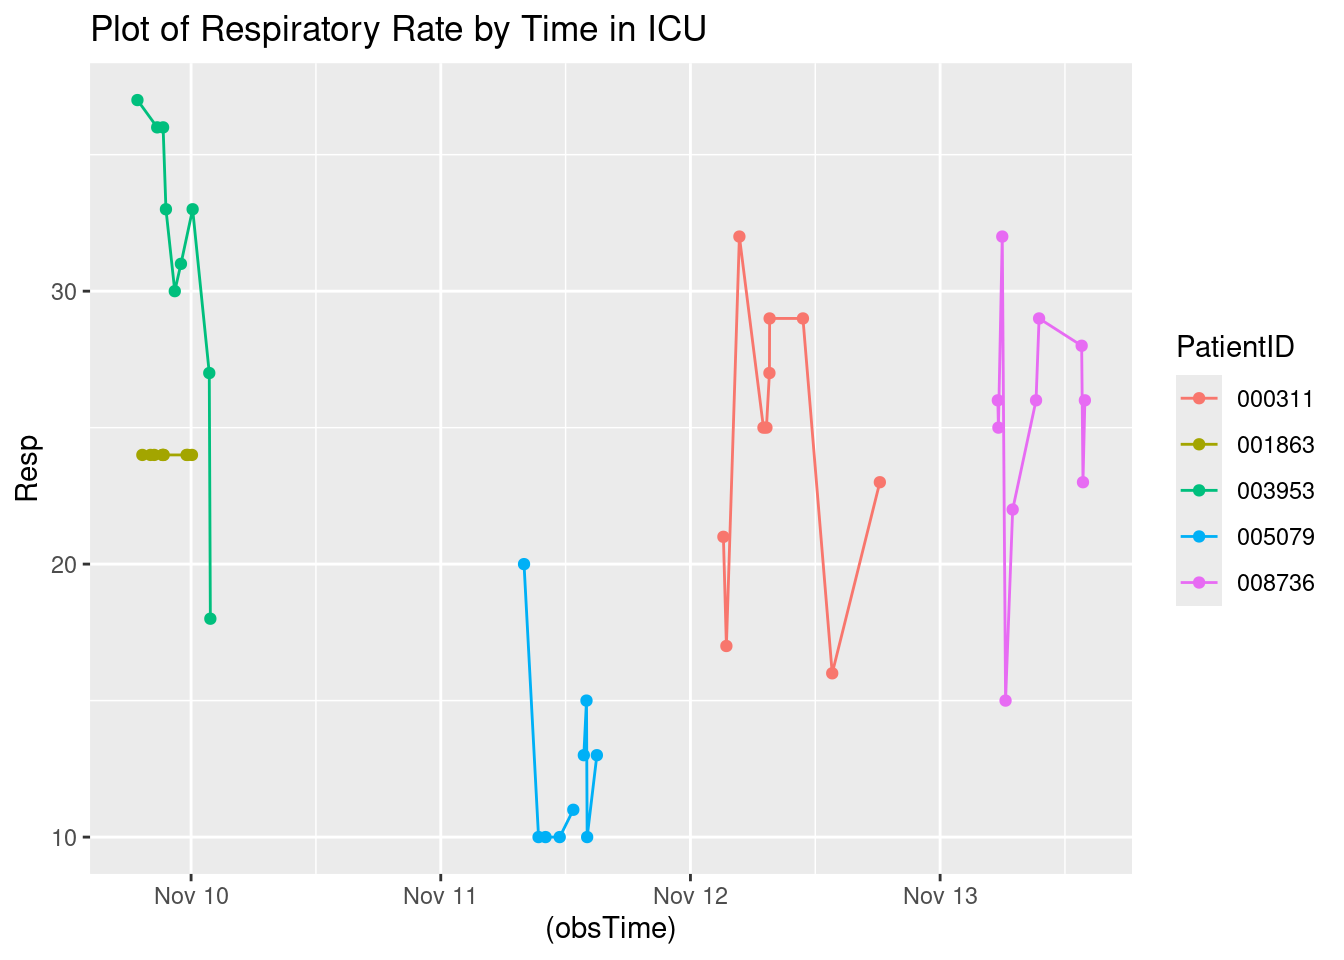 Plot of Respiratory Rate by Time in ICU
Resp
30
20
10
Nov 10
Nov 11
Nov 12
Nov 13
(obsTime)
PatientID
000311
001863
003953
005079
008736